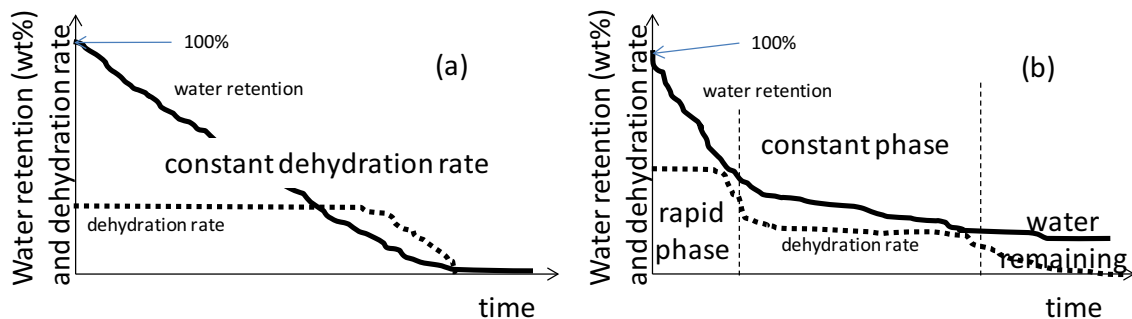 Water retention (wt%)
and dehydration rate
100%
(a)
water retention
constant dehydration rate
dehydration rate
time
Water retention (wt%)
and dehydration rate
100%
(b)
water retention
constant phase
rapid
phase
dehydration rate
water
remaining
time